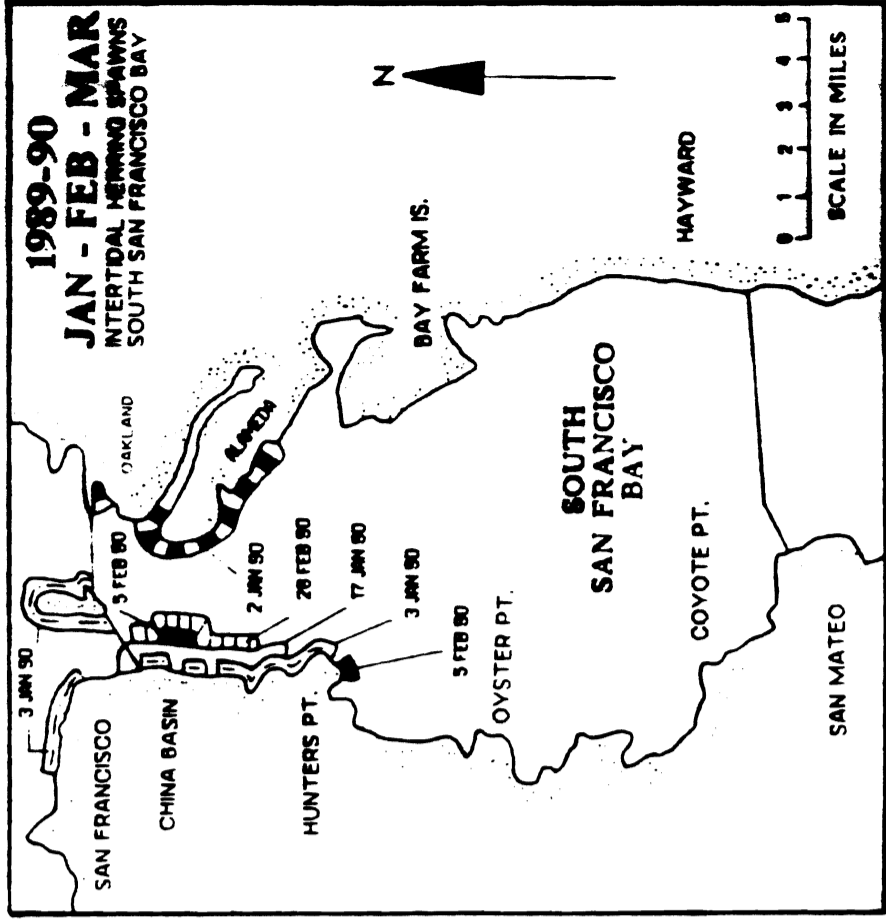 1989-90
JAN - FEB - MAR
INTERTIDAL HERRING SPAWNS
SOUTH SAN FRANCISCO BAY
N
OAKLAND
ALAMEDA
BAY FARM IS.
HAYWARD
0 1 2 3 4 5
SCALE IN MILES
3 JAN 90
5 FEB 90
2 JAN 90
28 FEB 90
17 JAN 90
3 JAN 90
5 FEB 90
SAN FRANCISCO
CHINA BASIN
HUNTERS PT.
OYSTER PT.
SOUTH
SAN FRANCISCO
BAY
COYOTE PT.
SAN MATEO